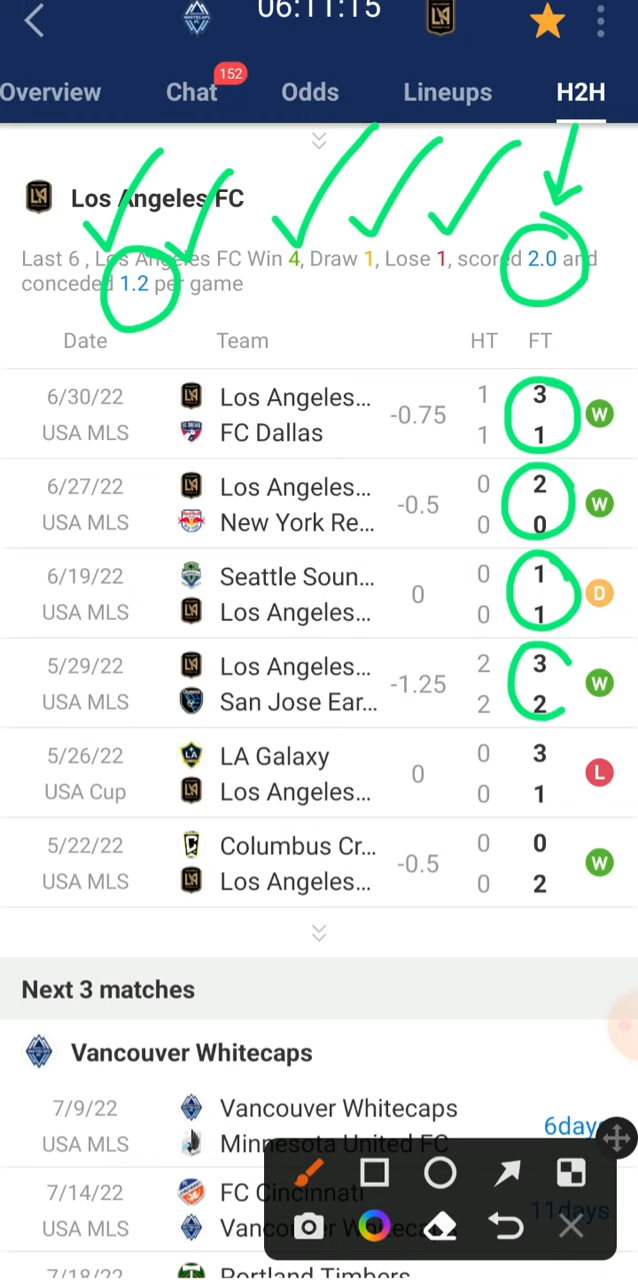 06:11:15
Overview Chat 152 Odds Lineups H2H
Los Angeles FC
Last 6 , Los Angeles FC Win 4, Draw 1, Lose 1, scored 2.0 and
conceded 1.2 per game
Date Team HT FT
6/30/22 Los Angeles... 1 3
-0.75 W
USA MLS FC Dallas 1 1
6/27/22 Los Angeles... 0 2
-0.5 W
USA MLS New York Re... 0 0
6/19/22 Seattle Soun... 0 1
0 D
USA MLS Los Angeles... 0 1
5/29/22 Los Angeles... 2 3
-1.25 W
USA MLS San Jose Ear... 2 2
5/26/22 LA Galaxy 0 3
0 L
USA Cup Los Angeles... 0 1
5/22/22 Columbus Cr... 0 0
-0.5 W
USA MLS Los Angeles... 0 2
Next 3 matches
Vancouver Whitecaps
7/9/22 Vancouver Whitecaps
6days
USA MLS Minnesota United FC
7/14/22 FC Cincinnati
11days
USA MLS Vancouver Whitecaps
7/18/22 Portland Timbers